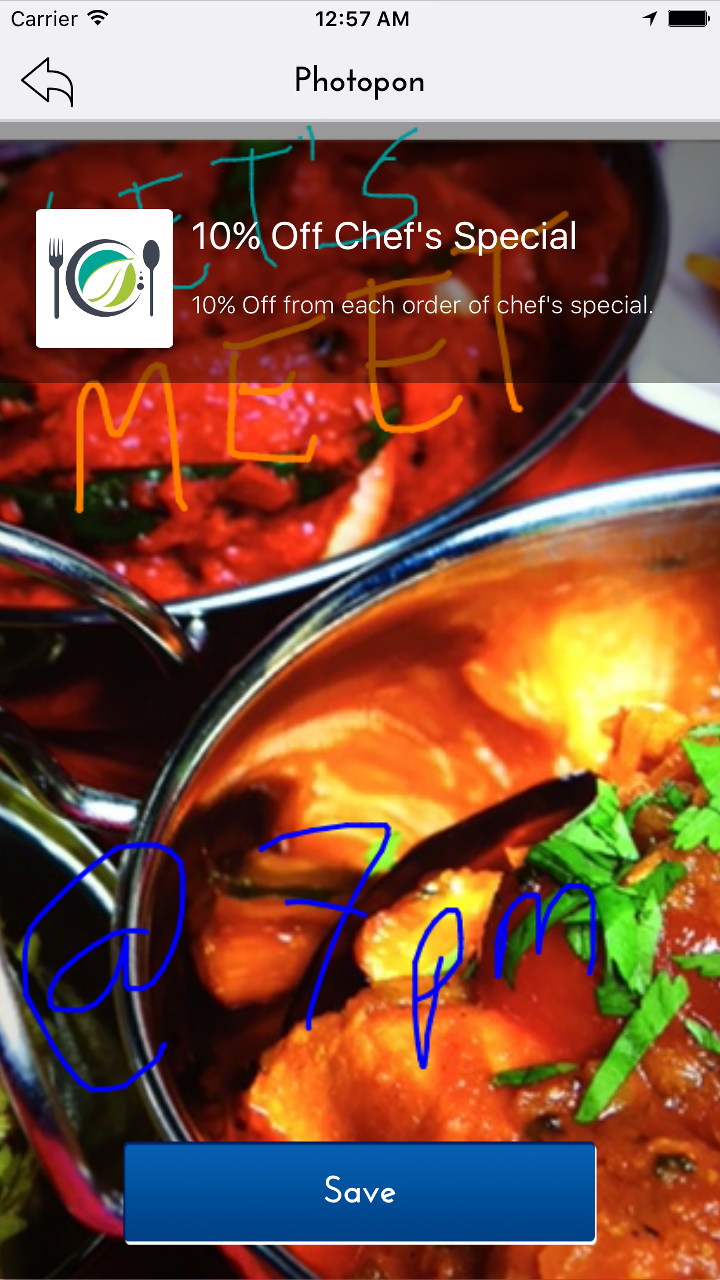 Carrier 12:57 AM
Photopon
LET'S
10% Off Chef's Special
10% Off from each order of chef's special.
MEET
@ 7pm
Save